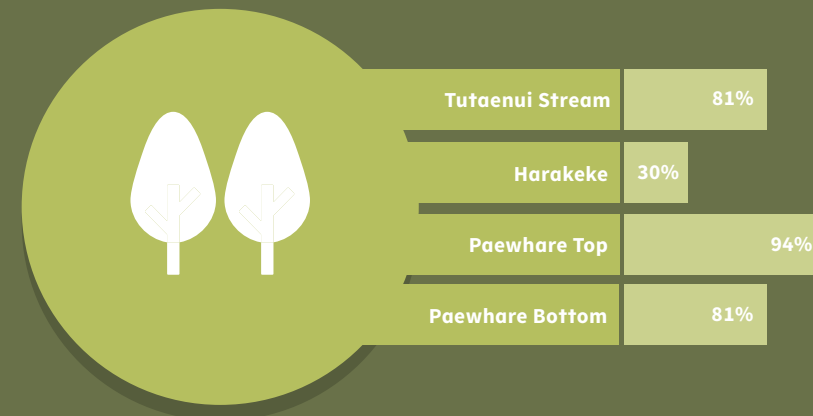 Tutaenui Stream 81%
Harakeke 30%
Paewhare Top 94%
Paewhare Bottom 81%